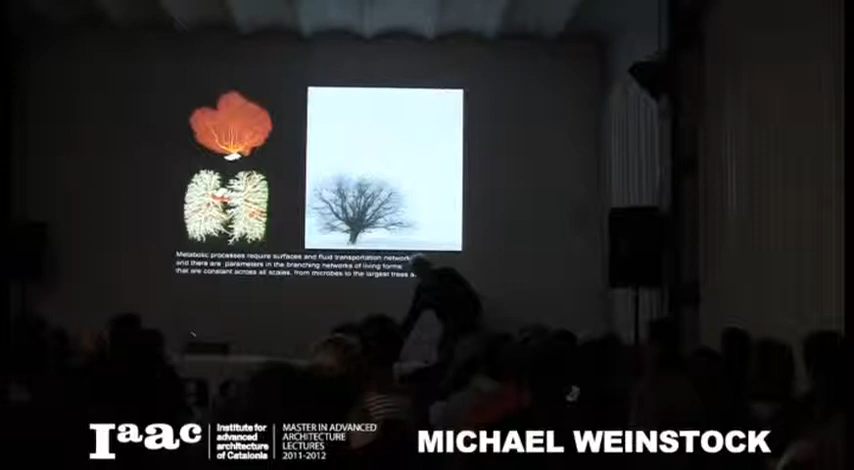 Metabolic processes require surfaces and fluid transportation network
and there are parameters in the branching networks of living forms
that are constant across all scales, from microbes to the largest trees a
Iaac
Institute for
advanced
architecture
of Catalonia
MASTER IN ADVANCED
ARCHITECTURE
LECTURES
2011-2012
MICHAEL WEINSTOCK